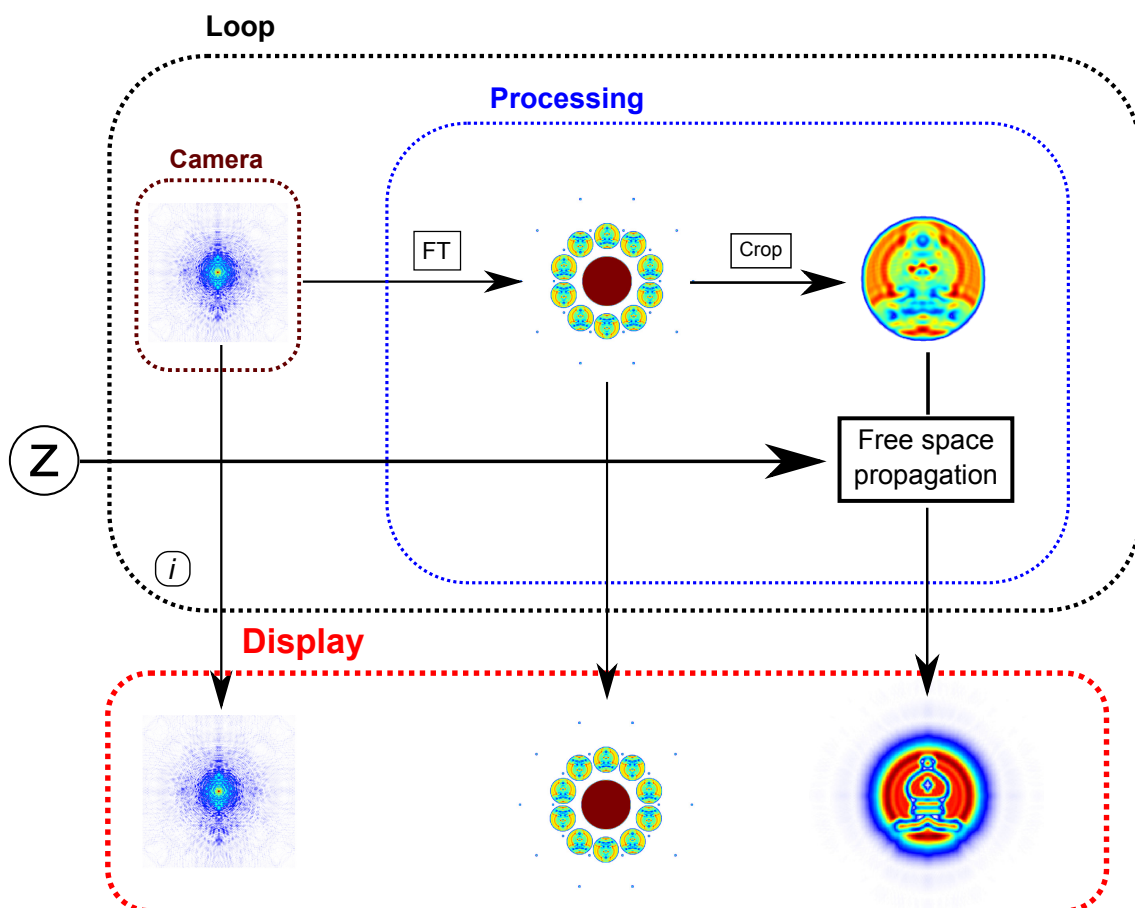 Loop
Processing
Camera
FT
Crop
Z
Free space
propagation
i
Display